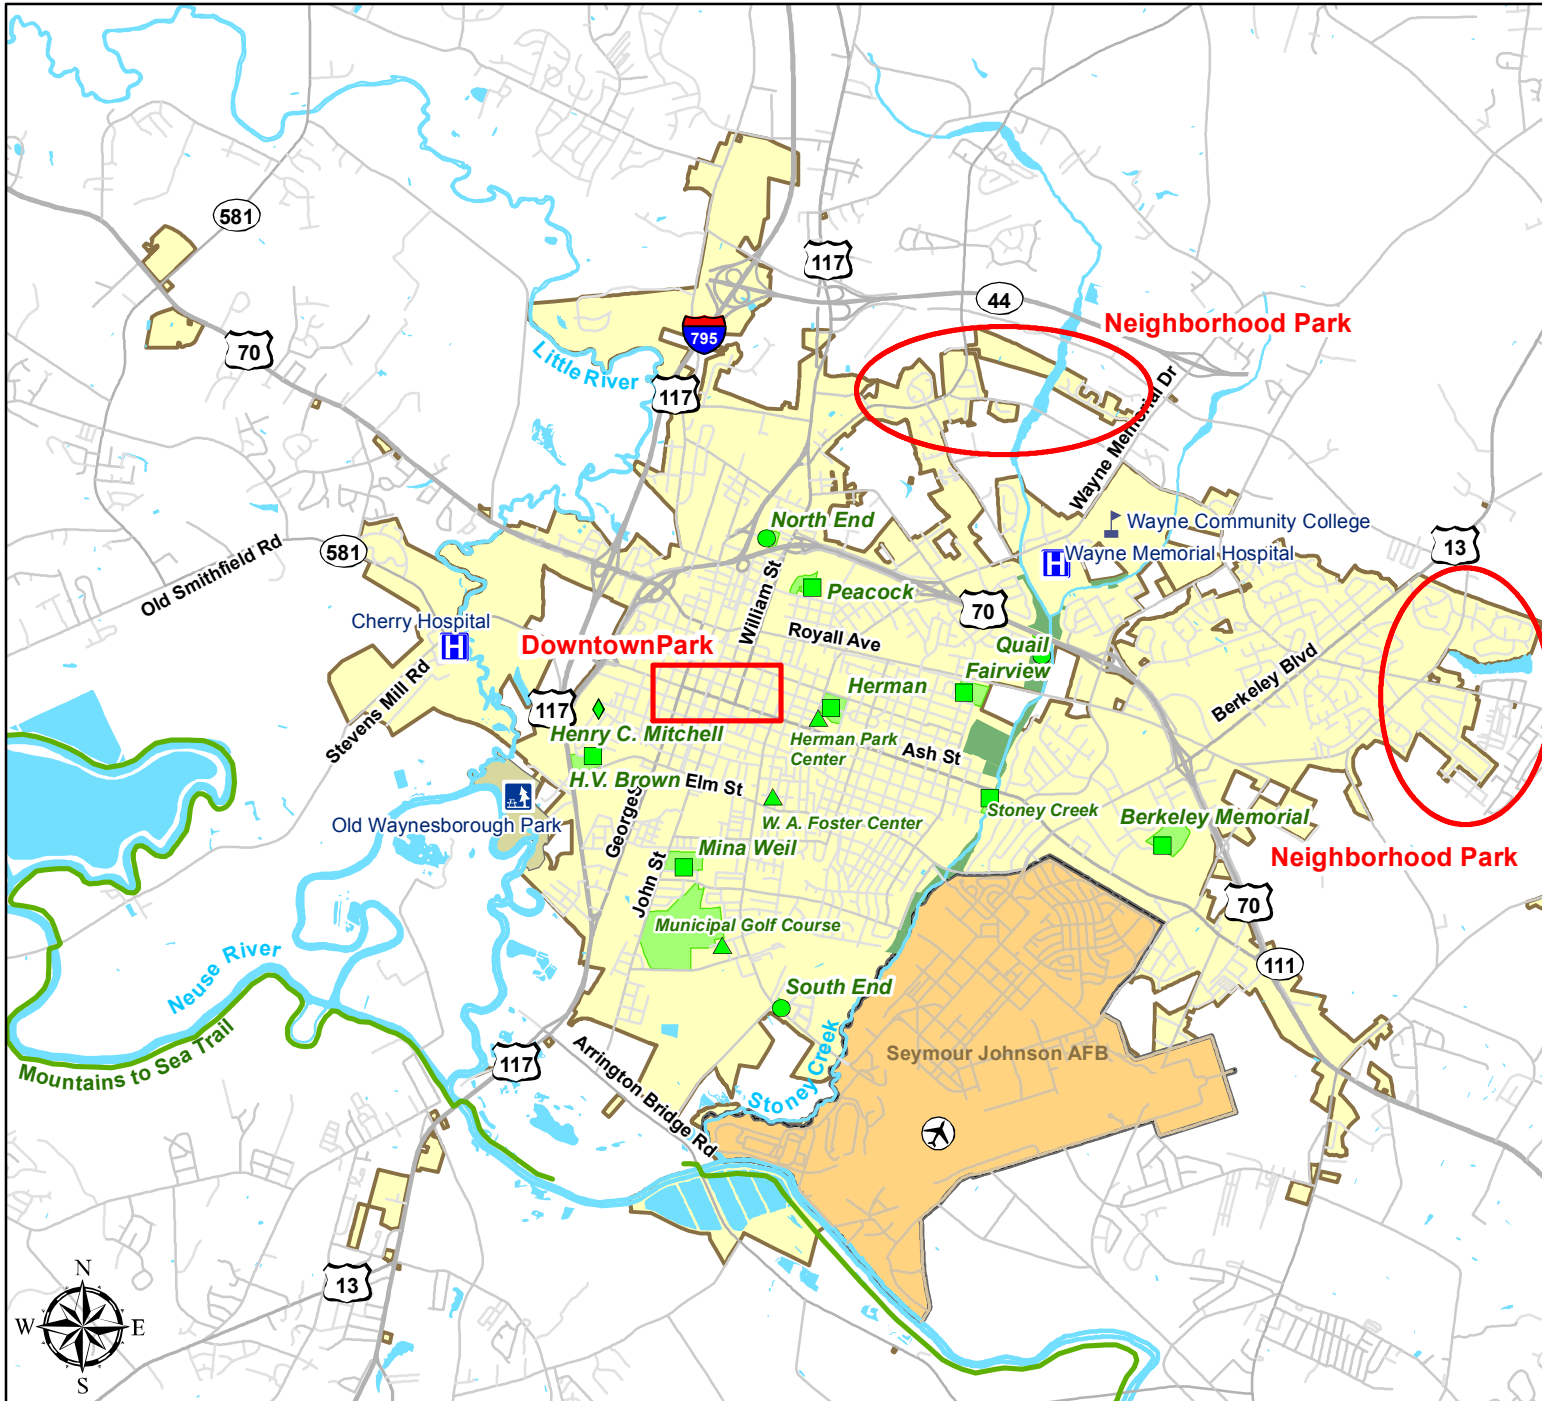 581
117
44
Neighborhood Park
795
70
Little River
117
Wayne Memorial Dr
North End
Wayne Community College
13
Old Smithfield Rd
581
Wayne Memorial Hospital
William St
Peacock
70
Cherry Hospital
Royall Ave
DowntownPark
Quail
Fairview
Stevens Mill Rd
Herman
Berkeley Blvd
117
Henry C. Mitchell
Herman Park
Center
Ash St
H.V. Brown
Elm St
George S
Old Waynesborough Park
W. A. Foster Center
Stoney Creek
Berkeley Memorial
Mina Weil
Neighborhood Park
John St
70
Municipal Golf Course
Neuse River
111
South End
Mountains to Sea Trail
117
Arrington Bridge Rd
Stoney Creek
Seymour Johnson AFB
13
N
W
E
S